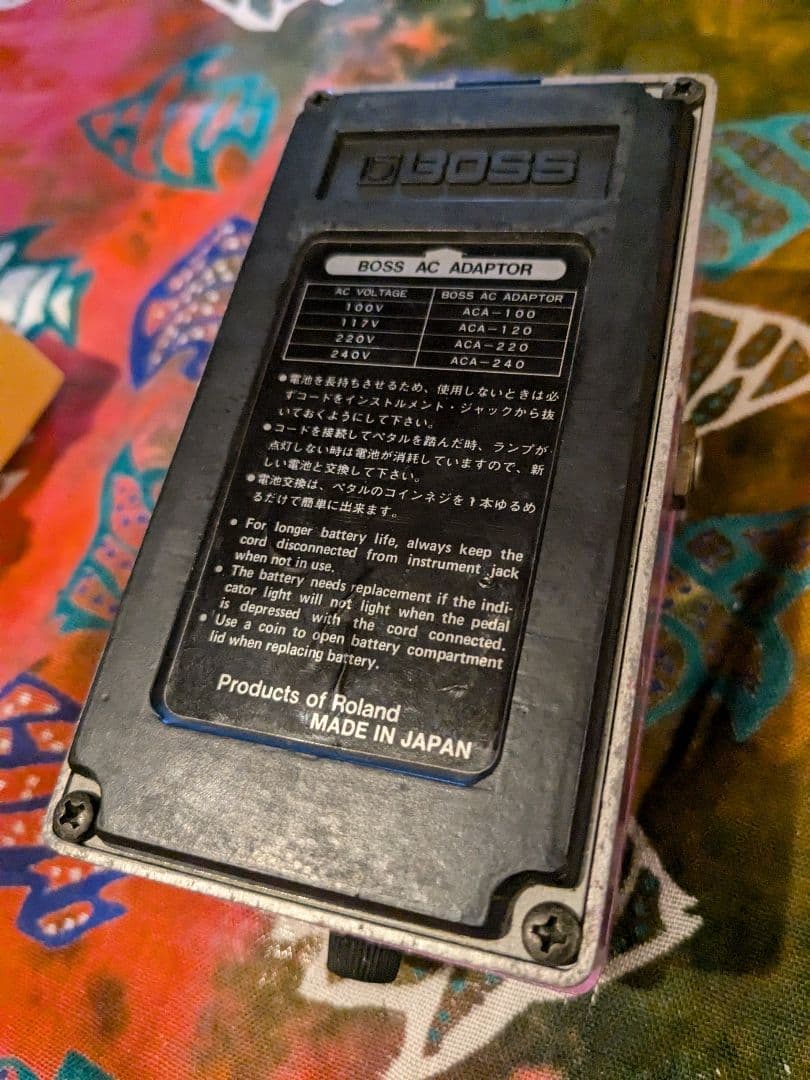 BOSS
BOSS AC ADAPTOR
AC VOLTAGE BOSS AC ADAPTOR
100V ACA-100
117V ACA-120
220V ACA-220
240V ACA-240
●電池を長持ちさせるため、使用しないときは必
ずコードをインストルメント・ジャックから抜
いておくようにして下さい。
●コードを接続してペタルを踏んだ時、ランプが
点灯しない時は電池が消耗していますので、新
しい電池と交換して下さい。
●電池交換は、ペタルのコインネジを1本ゆるめ
るだけで簡単に出来ます。
● For longer battery life, always keep the
cord disconnected from instrument jack
when not in use.
● The battery needs replacement if the indi-
cator light will not light when the pedal
is depressed with the cord connected.
● Use a coin to open battery compartment
lid when replacing battery.
Products of Roland
MADE IN JAPAN